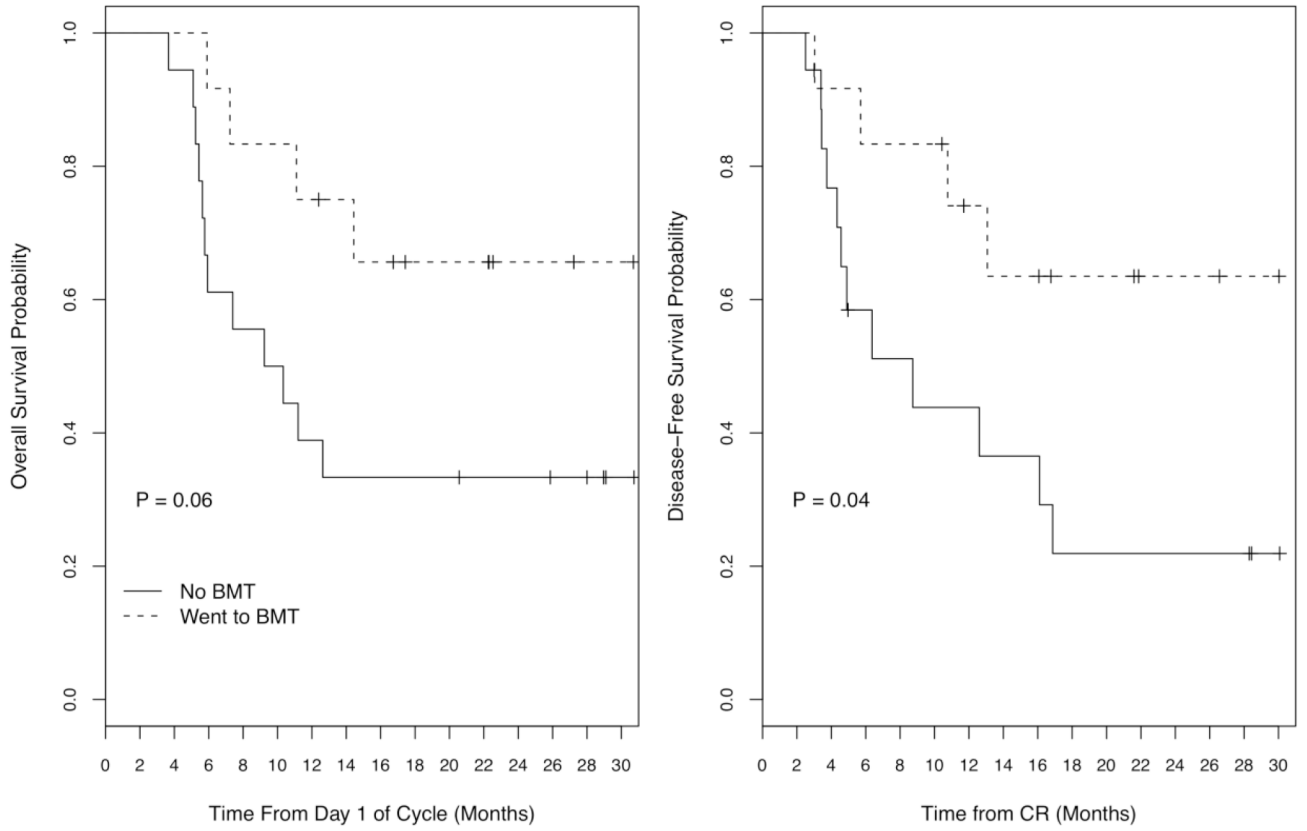 Overall Survival Probability
1.0
0.8
0.6
0.4
0.2
0.0
P = 0.06
No BMT
Went to BMT
0 2 4 6 8 10 12 14 16 18 20 22 24 26 28 30
Time From Day 1 of Cycle (Months)
Disease-Free Survival Probability
1.0
0.8
0.6
0.4
0.2
0.0
P = 0.04
0 2 4 6 8 10 12 14 16 18 20 22 24 26 28 30
Time from CR (Months)